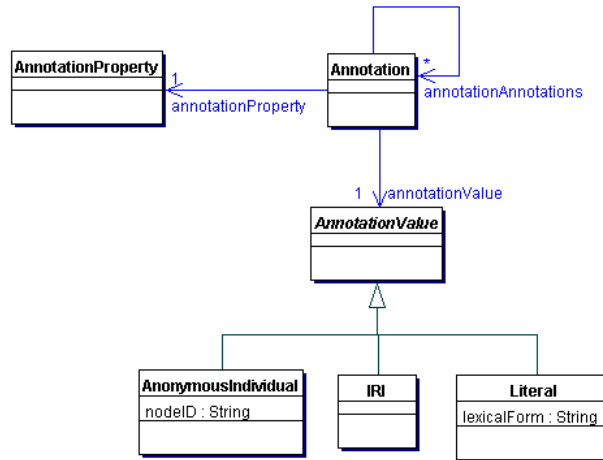 AnnotationProperty
1
annotationProperty
Annotation
*
annotationAnnotations
1
annotationValue
AnnotationValue
AnonymousIndividual
nodeID : String
IRI
Literal
lexicalForm : String